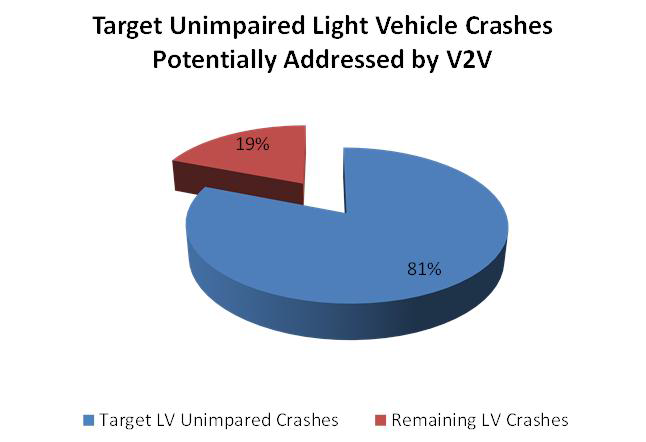 Target Unimpaired Light Vehicle Crashes
Potentially Addressed by V2V
19%
81%
Target LV Unimpared Crashes
Remaining LV Crashes